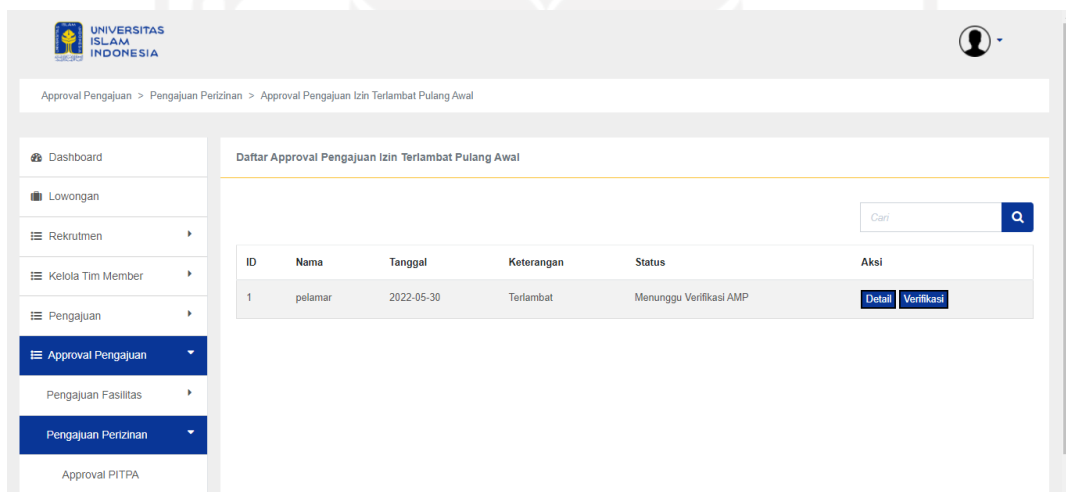 UNIVERSITAS
ISLAM
INDONESIA
Approval Pengajuan > Pengajuan Perizinan > Approval Pengajuan Izin Terlambat Pulang Awal
Dashboard
Lowongan
Rekrutmen
Kelola Tim Member
Pengajuan
Approval Pengajuan
Pengajuan Fasilitas
Pengajuan Perizinan
Approval PITPA
Daftar Approval Pengajuan Izin Terlambat Pulang Awal
Cari
ID Nama Tanggal Keterangan Status Aksi
1 pelamar 2022-05-30 Terlambat Menunggu Verifikasi AMP Detail Verifikasi